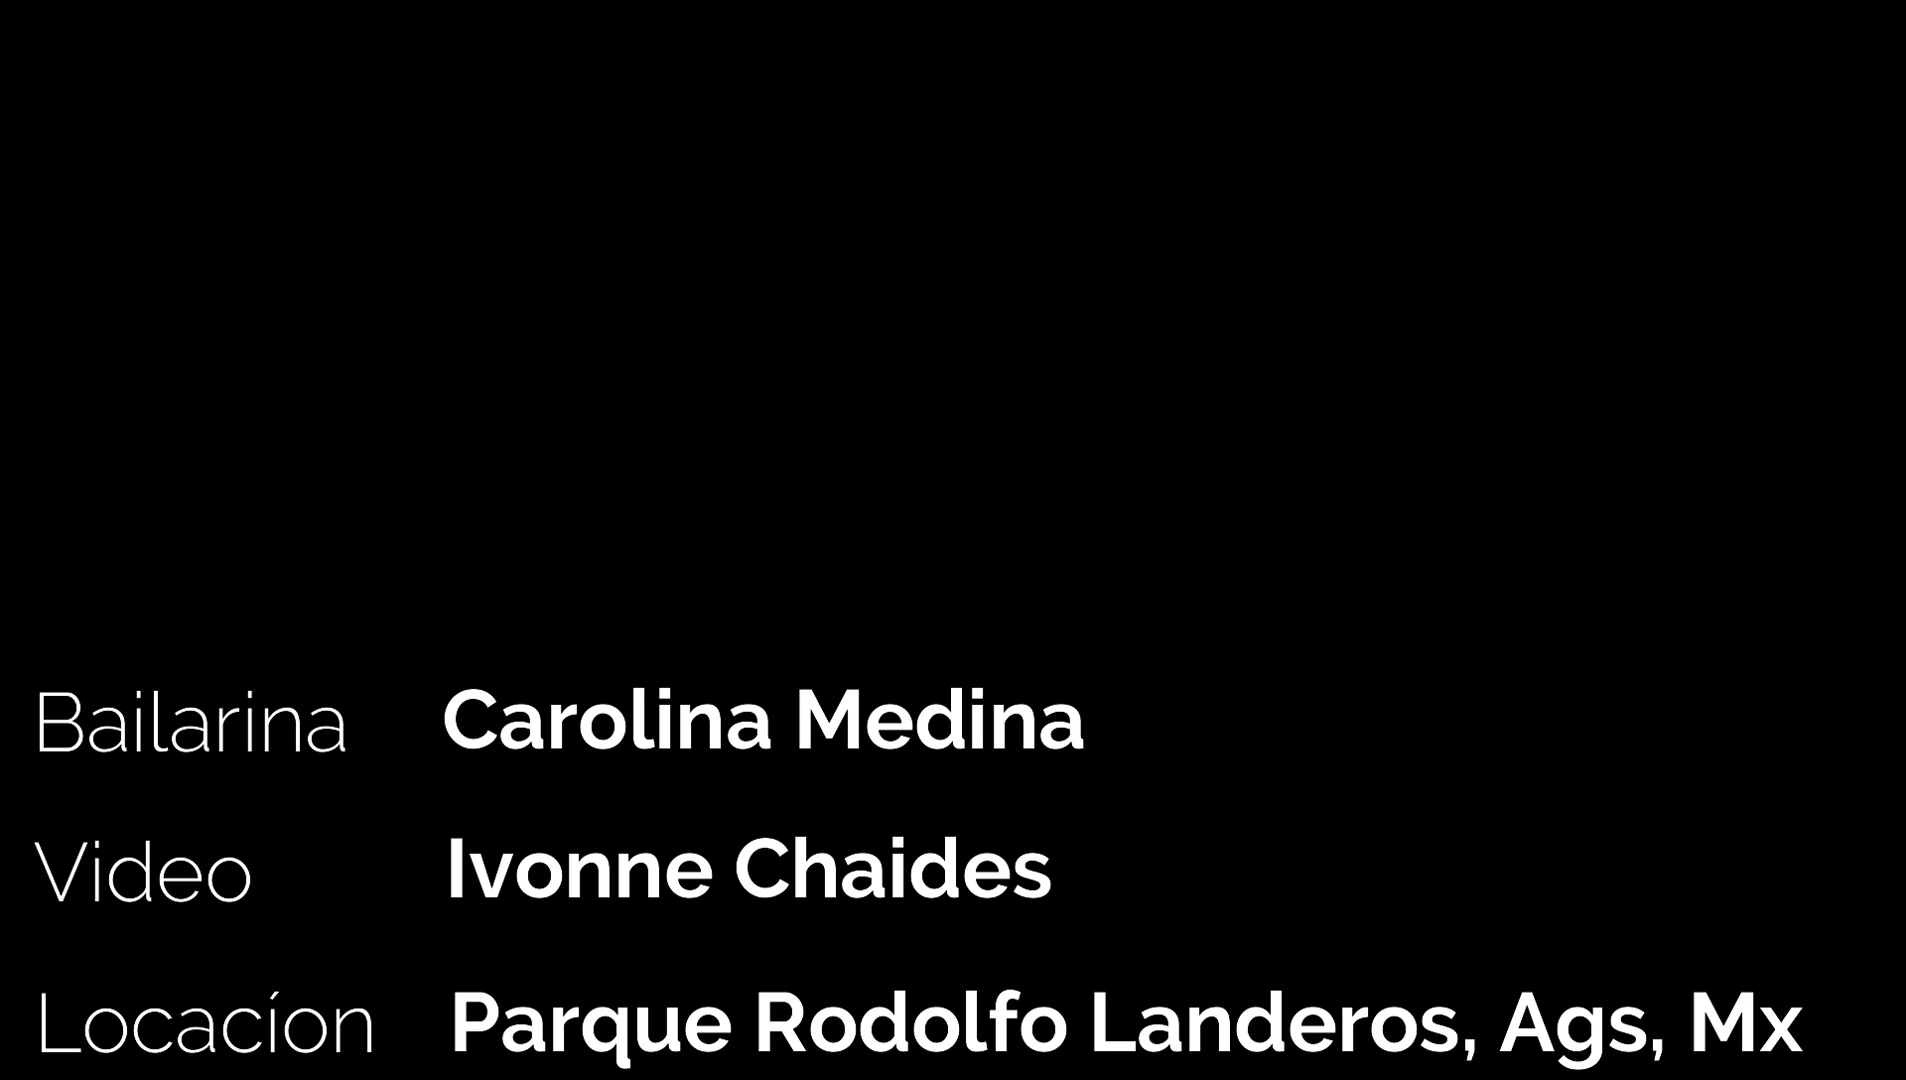 Bailarina Carolina Medina
Video Ivonne Chaides
Locacíon Parque Rodolfo Landeros, Ags, Mx